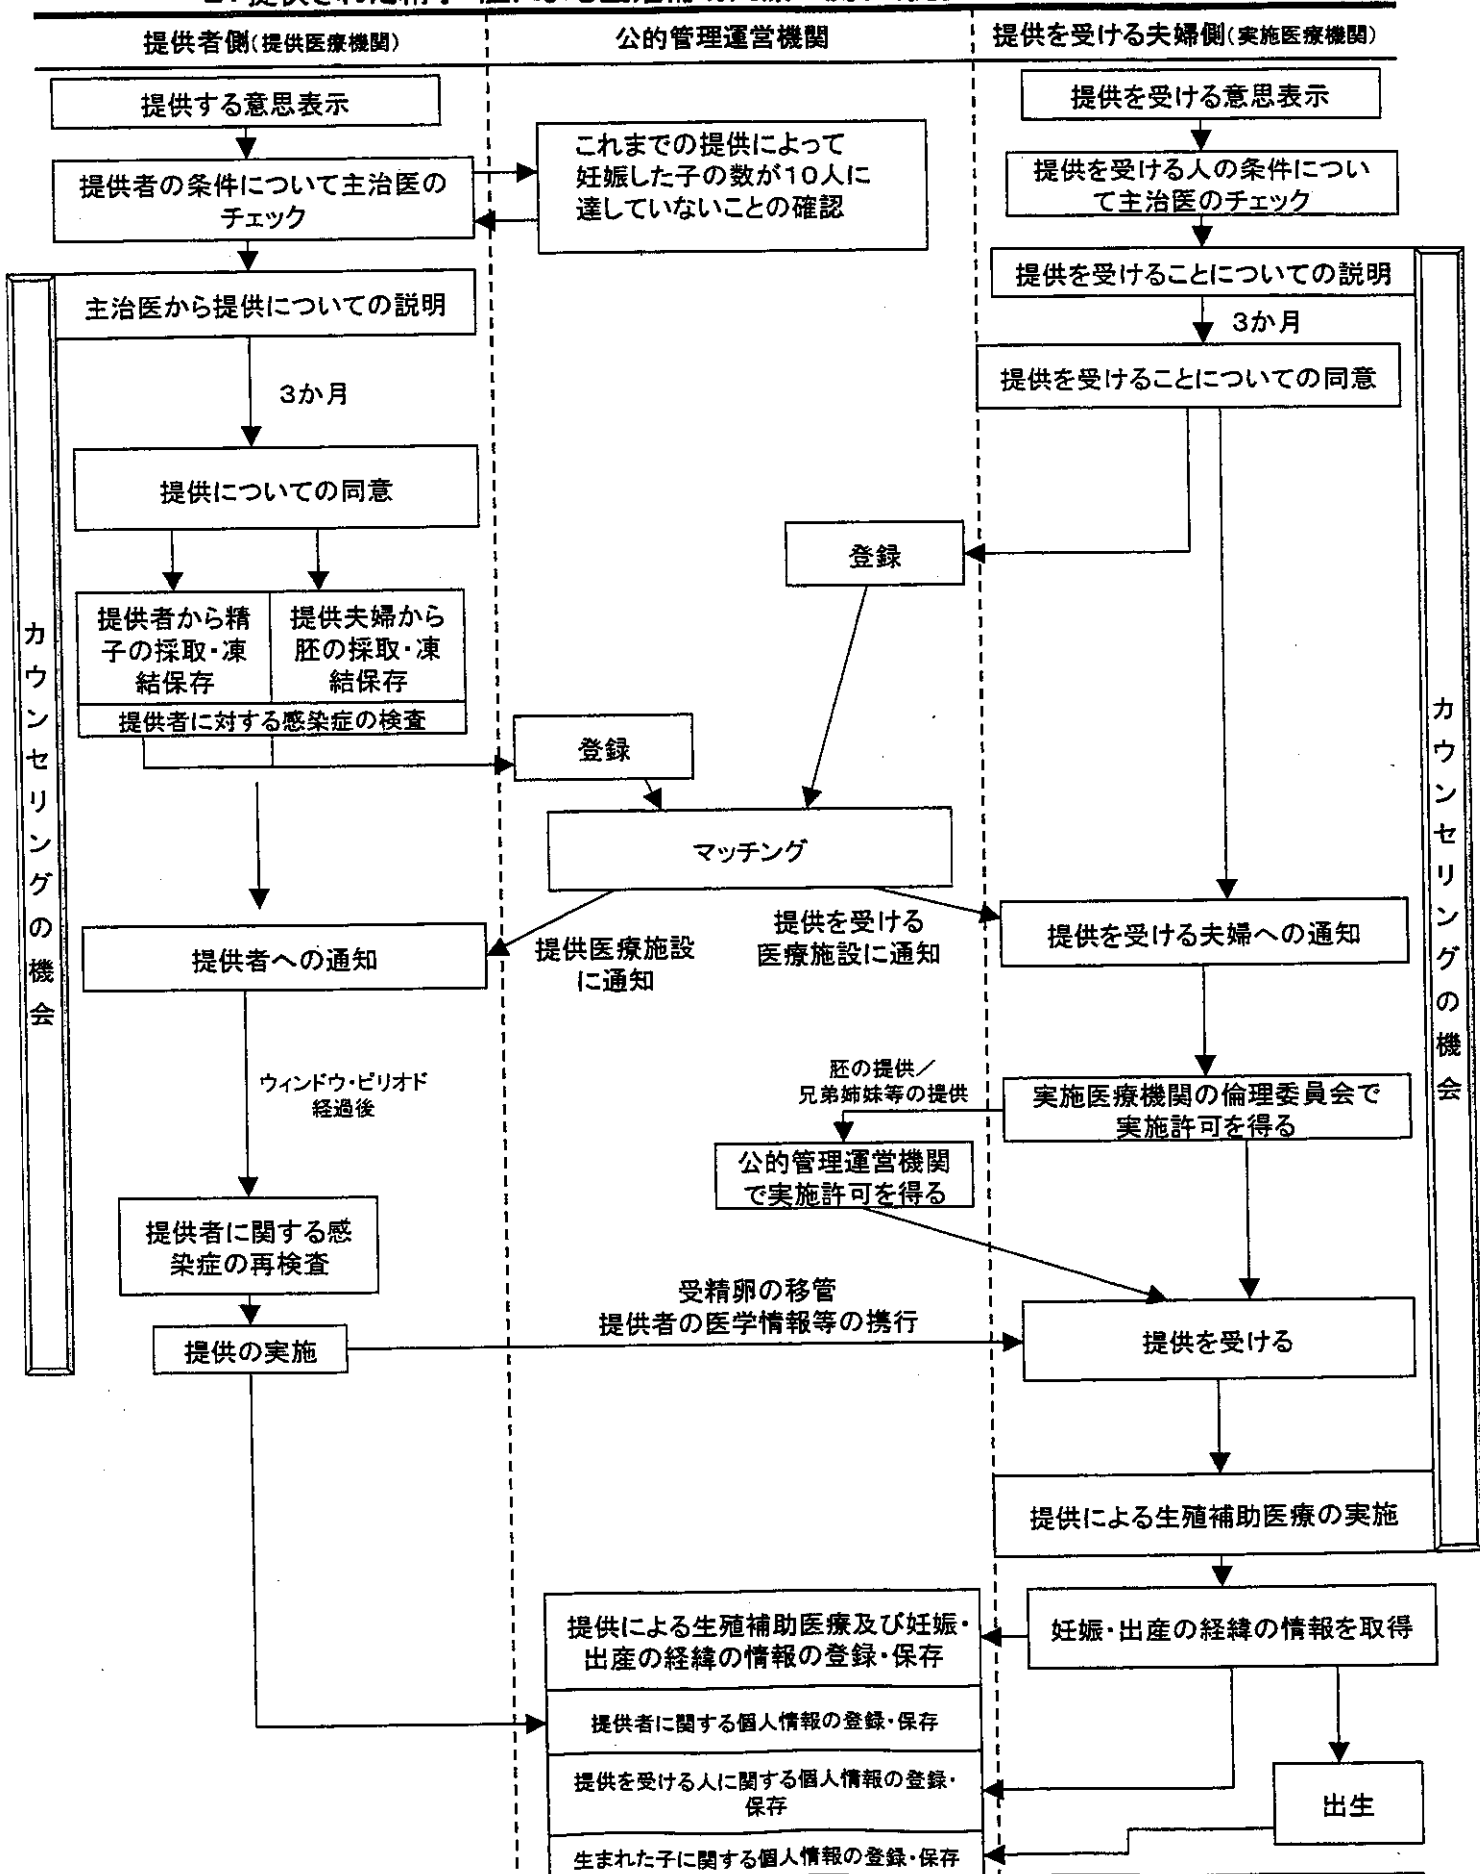 提供者側(提供医療機関)
公的管理運営機関
提供を受ける夫婦側(実施医療機関)
提供する意思表示
提供を受ける意思表示
これまでの提供によって
妊娠した子の数が10人に
達していないことの確認
提供者の条件について主治医の
チェック
提供を受ける人の条件につい
て主治医のチェック
主治医から提供についての説明
提供を受けることについての説明
3か月
3か月
提供を受けることについての同意
提供についての同意
登録
提供者から精
子の採取・凍
結保存
提供夫婦から
胚の採取・凍
結保存
提供者に対する感染症の検査
登録
マッチング
カウンセリングの機会
カウンセリングの機会
提供者への通知
提供医療施設
に通知
提供を受ける
医療施設に通知
提供を受ける夫婦への通知
ウィンドウ・ピリオド
経過後
胚の提供／
兄弟姉妹等の提供
実施医療機関の倫理委員会で
実施許可を得る
公的管理運営機関
で実施許可を得る
提供者に関する感
染症の再検査
受精卵の移管
提供者の医学情報等の携行
提供の実施
提供を受ける
提供による生殖補助医療の実施
提供による生殖補助医療及び妊娠・
出産の経緯の情報の登録・保存
妊娠・出産の経緯の情報を取得
提供者に関する個人情報の登録・保存
提供を受ける人に関する個人情報の登録・
保存
出生
生まれた子に関する個人情報の登録・保存